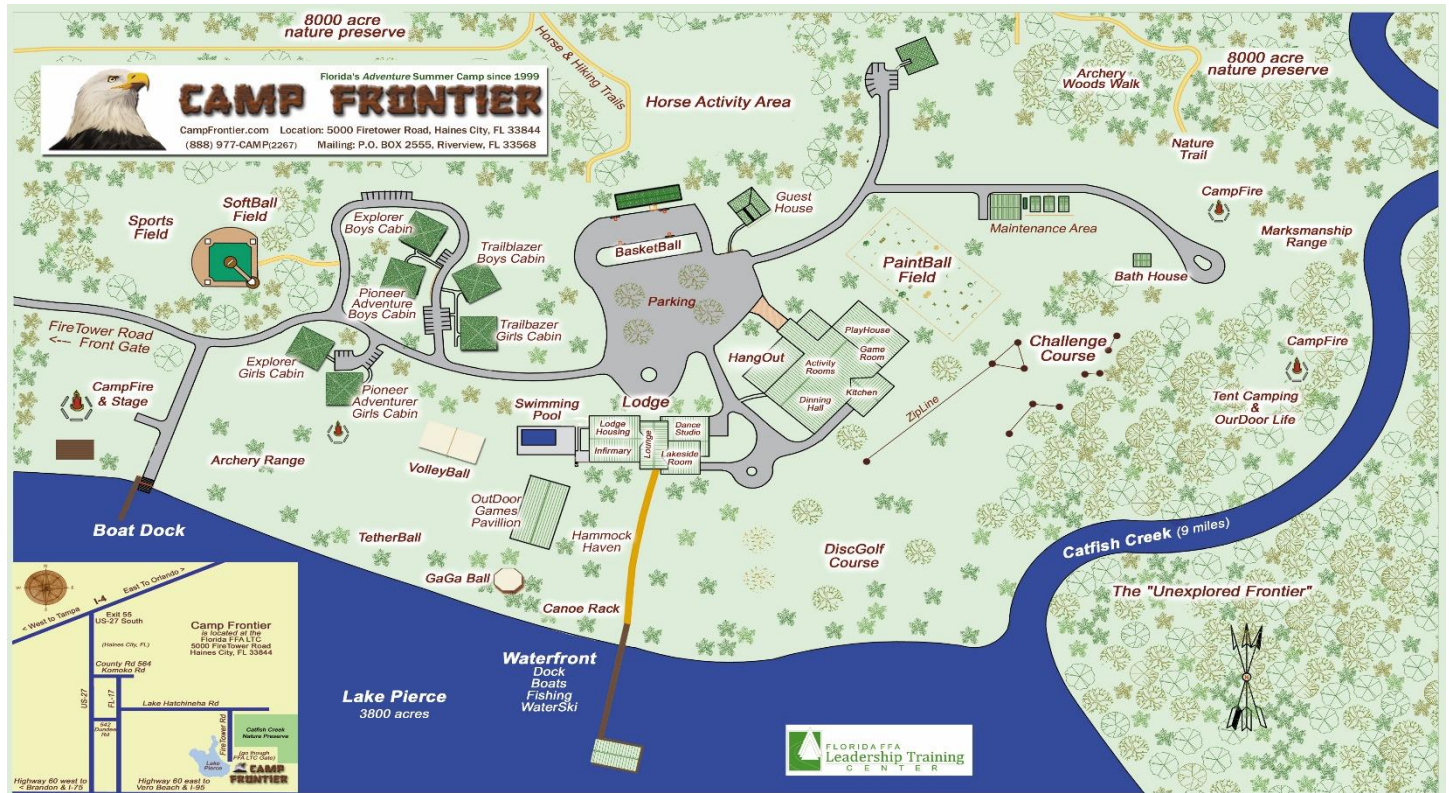 8000 acre
nature preserve
Florida's Adventure Summer Camp since 1999
CAMP FRONTIER
CampFrontier.com Location: 5000 Firetower Road, Haines City, FL 33844
(888) 977-CAMP(2267) Mailing: P.O. BOX 2555, Riverview, FL 33568
Horse & Hiking Trails
Horse Activity Area
Archery
Woods Walk
8000 acre
nature preserve
Nature
Trail
CampFire
Marksmanship
Range
Sports
Field
SoftBall
Field
Explorer
Boys Cabin
Trailblazer
Boys Cabin
Pioneer
Adventure
Boys Cabin
Trailbazer
Girls Cabin
Guest
House
BasketBall
Parking
Maintenance Area
PaintBall
Field
Bath House
FireTower Road
<--- Front Gate
Explorer
Girls Cabin
Pioneer
Adventurer
Girls Cabin
CampFire
& Stage
HangOut
PlayHouse
Game
Room
Activity
Rooms
Kitchen
Dinning
Hall
Challenge
Course
ZipLine
CampFire
Tent Camping
&
OurDoor Life
Lodge
Swimming
Pool
Lodge
Housing
Infirmary
Lounge
Dance
Studio
Lakeside
Room
Archery Range
VolleyBall
OutDoor
Games
Pavillion
Boat Dock
TetherBall
Hammock
Haven
GaGa Ball
Canoe Rack
DiscGolf
Course
Catfish Creek (9 miles)
The "Unexplored Frontier"
Waterfront
Dock
Boats
Fishing
WaterSki
Lake Pierce
3800 acres
FLORIDA FFA
Leadership Training
CENTER
N
W
E
S
East To Orlando >
I-4
< West to Tampa
Exit 55
US-27 South
(Haines City, FL)
Camp Frontier
is located at the
Florida FFA LTC
5000 FireTower Road
Haines City, FL 33844
County Rd 564
Komoko Rd
US-27
FL-17
Lake Hatchineha Rd
542
Dundee
Rd
FireTower Rd
Catfish Creek
Nature Preserve
(go though
FFA LTC Gate)
Lake
Pierce
CAMP
FRONTIER
Highway 60 west to
< Brandon & I-75
Highway 60 east to
Vero Beach & I-95